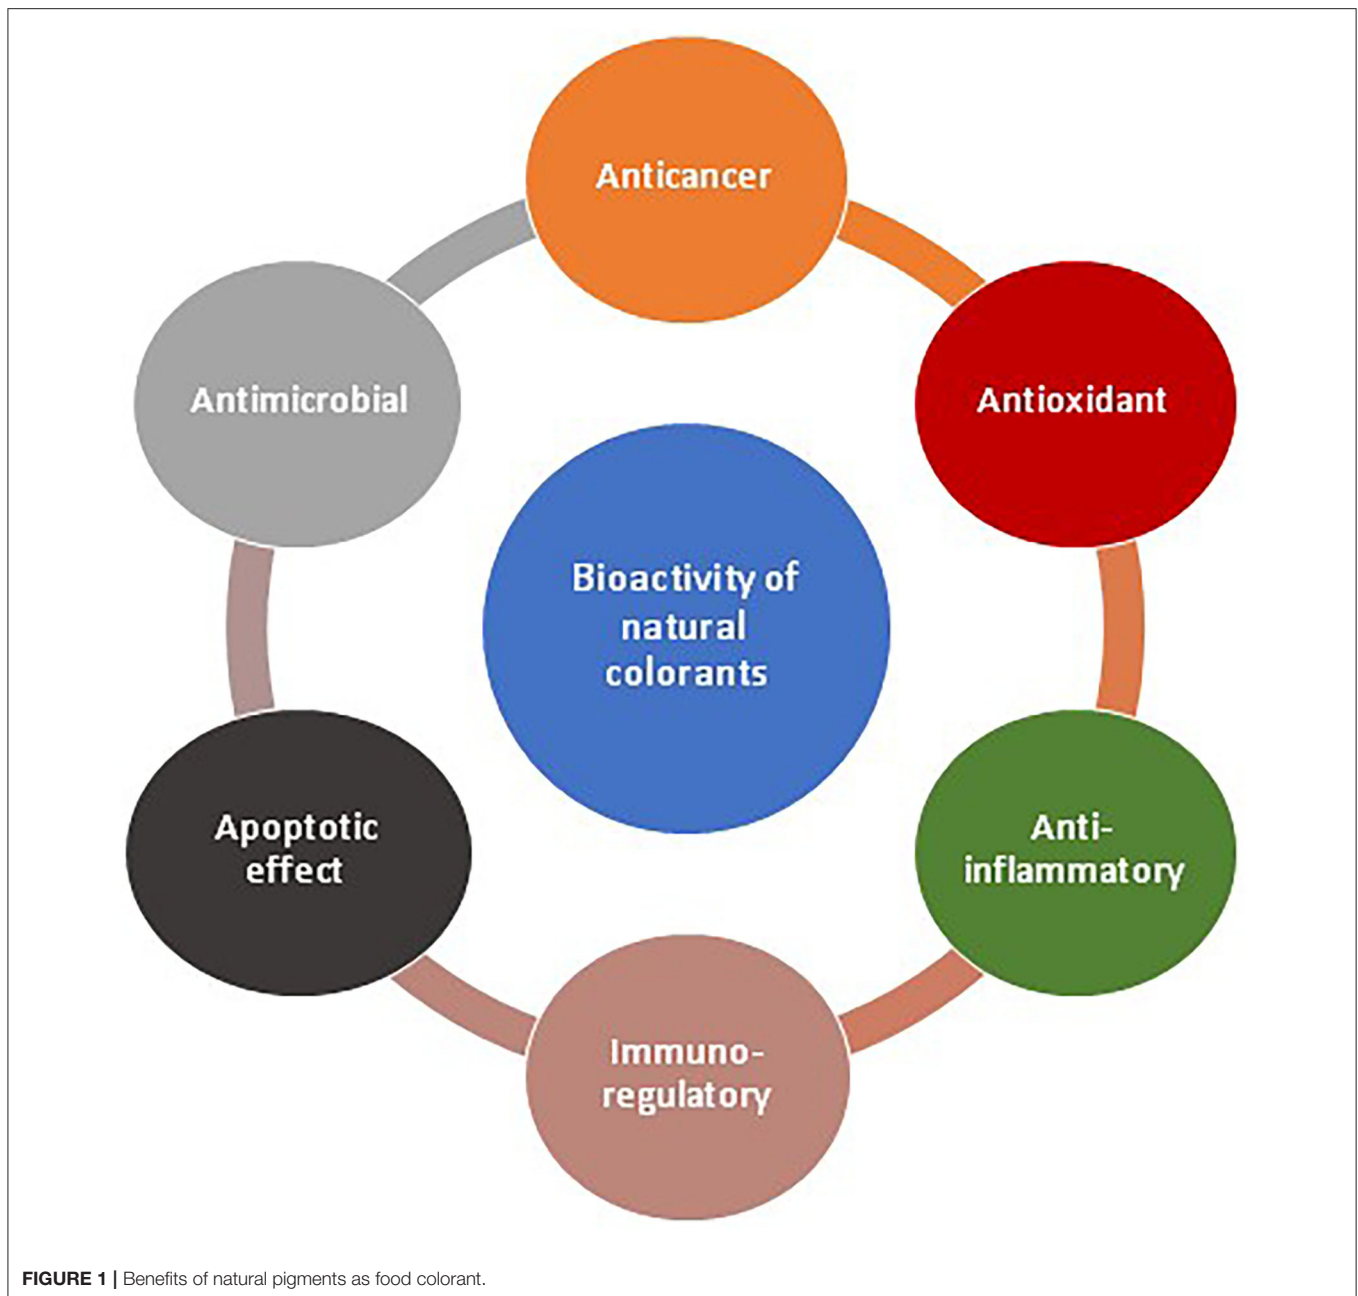 Anticancer
Antimicrobial
Antioxidant
Bioactivity of
natural
colorants
Apoptotic
effect
Anti-
inflammatory
Immuno-
regulatory
FIGURE 1 | Benefits of natural pigments as food colorant.